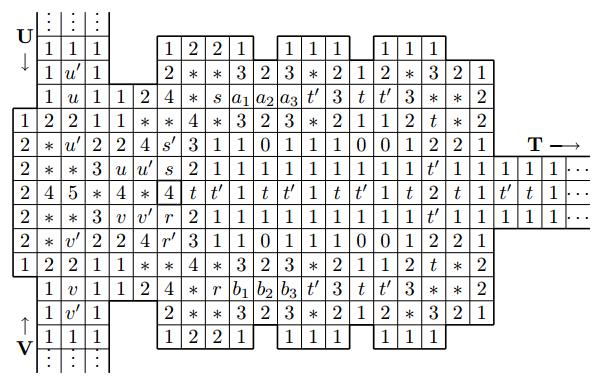 ⋮ ⋮ ⋮
U
1 1 1 1 2 2 1 1 1 1 1 1 1
↓ 1 u′ 1 2 * * 3 2 3 * 2 1 2 * 3 2 1
1 u 1 1 2 4 * s a₁ a₂ a₃ t′ 3 t t′ 3 * * 2
1 2 2 1 1 * * 4 * 3 2 3 * 2 1 1 2 t * 2
2 * u′ 2 2 4 s′ 3 1 1 0 1 1 1 0 0 1 2 2 1 T →
2 * * 3 u u′ s 2 1 1 1 1 1 1 1 1 1 t′ 1 1 1 1 1 ⋯
2 4 5 * 4 * 4 t t′ 1 t t′ 1 t t′ 1 t 2 t 1 t′ t 1 ⋯
2 * * 3 v v′ r 2 1 1 1 1 1 1 1 1 1 t′ 1 1 1 1 1 ⋯
2 * v′ 2 2 4 r′ 3 1 1 0 1 1 1 0 0 1 2 2 1
1 2 2 1 1 * * 4 * 3 2 3 * 2 1 1 2 t * 2
1 v 1 1 2 4 * r b₁ b₂ b₃ t′ 3 t t′ 3 * * 2
↑ 1 v′ 1 2 * * 3 2 3 * 2 1 2 * 3 2 1
1 1 1 1 2 2 1 1 1 1 1 1 1
V
⋮ ⋮ ⋮